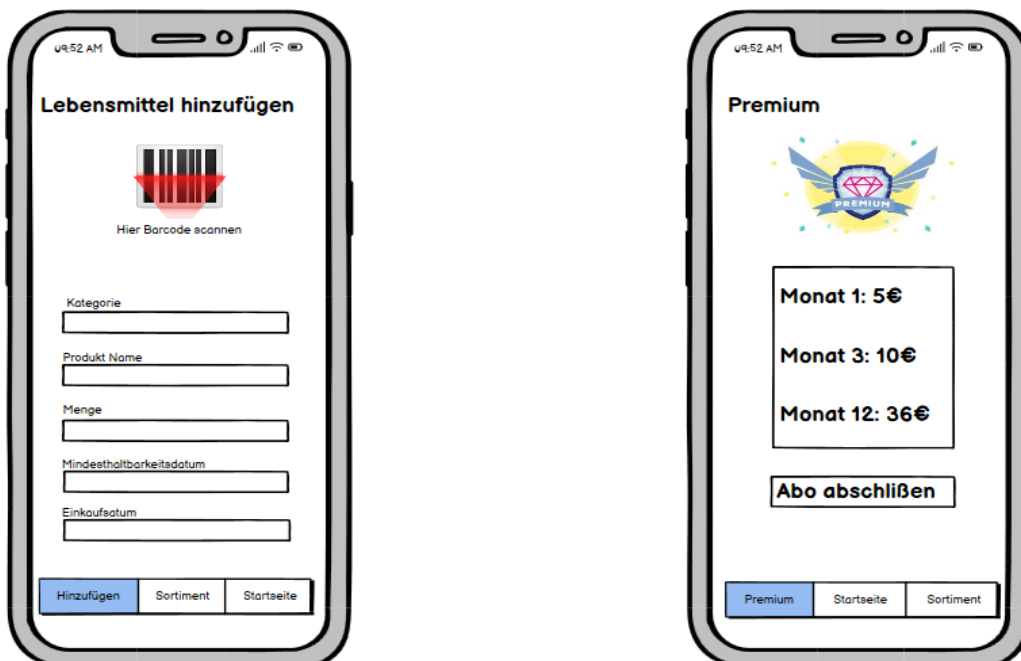 09:52 AM
Lebensmittel hinzufügen
Hier Barcode scannen
Kategorie
Produkt Name
Menge
Mindesthaltbarkeitsdatum
Einkaufsatum
Hinzufügen
Sortiment
Startseite
09:52 AM
Premium
PREMIUM
Monat 1: 5€
Monat 3: 10€
Monat 12: 36€
Abo abschlißen
Premium
Startseite
Sortiment